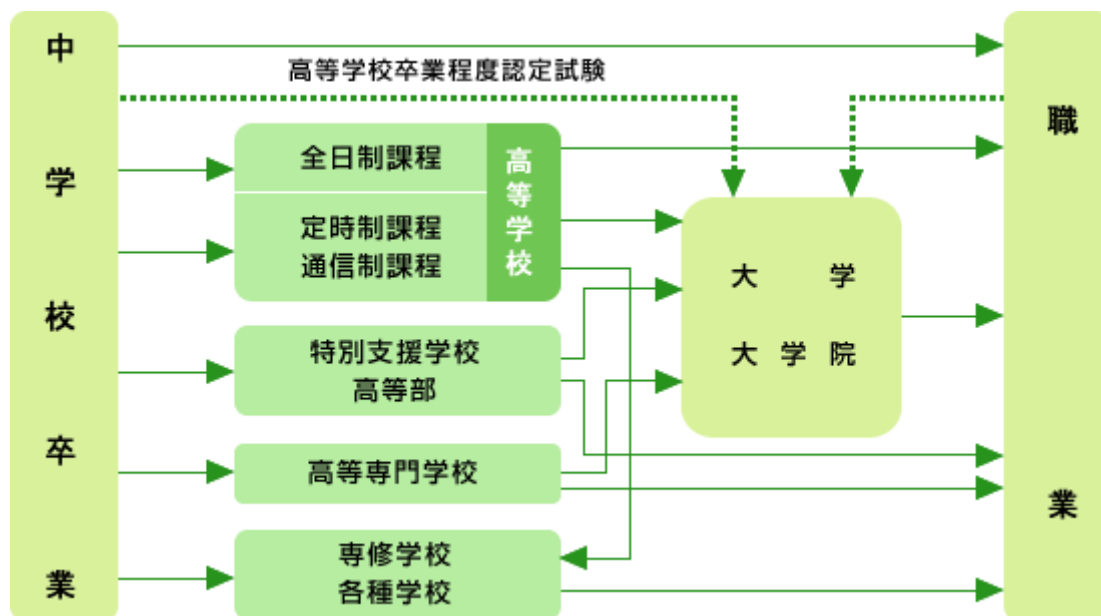 中学校卒業
高等学校卒業程度認定試験
全日制課程
定時制課程
通信制課程
高等学校
特別支援学校
高等部
高等専門学校
専修学校
各種学校
大学
大学院
職業